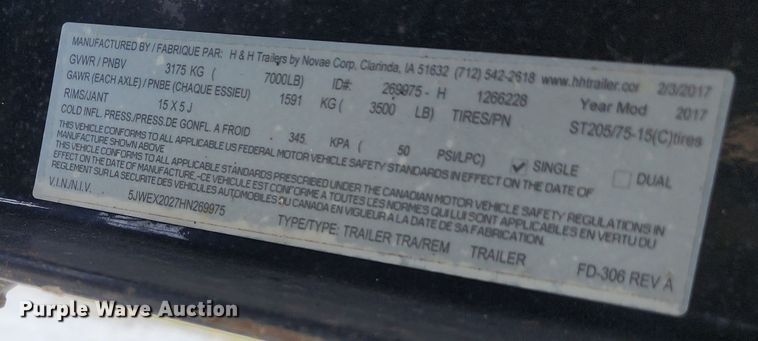 MANUFACTURED BY / FABRIQUE PAR: H & H Trailers by Novae Corp, Clarinda, IA 51632 (712) 542-2618 www.hhtrailer.cor 2/3/2017
GVWR / PNBV 3175 KG ( 7000LB) ID#: 269975 - H 1266228 Year Mod 2017
GAWR (EACH AXLE) / PNBE (CHAQUE ESSIEU) 1591 KG ( 3500 LB) TIRES/PN ST205/75-15(C)tires
RIMS/JANT 15 X 5 J
COLD INFL. PRESS./PRESS.DE GONFL. A FROID 345 KPA ( 50 PSI/LPC) ✓ SINGLE DUAL
THIS VEHICLE CONFORMS TO ALL APPLICABLE US FEDERAL MOTOR VEHICLE SAFETY STANDARDS IN EFFECT ON THE DATE OF
MANUFACTURE SHOWN ABOVE
THIS VEHICLE CONFORMS TO ALL APPLICABLE STANDARDS PRESCRIBED UNDER THE CANADIAN MOTOR VEHICLE SAFETY REGULATIONS IN
EFFECT ON THE DATE OF MANUFACTURE.-CE VEHICLE EST CONFORME A TOUTES LES NORMES QUI LUI SONT APPLICABLES EN VERTU DU
REGLEMENT SUR LA SECURITE DES VEHICULES AUTOMOBILES DU CANADA EN VIGUEUR A LA DATE DE SA FABRICATION.
V.I.N./N.I.V. 5JWEX2027HN269975 TYPE/TYPE: TRAILER TRA/REM TRAILER FD-306 REV A
Purple Wave Auction